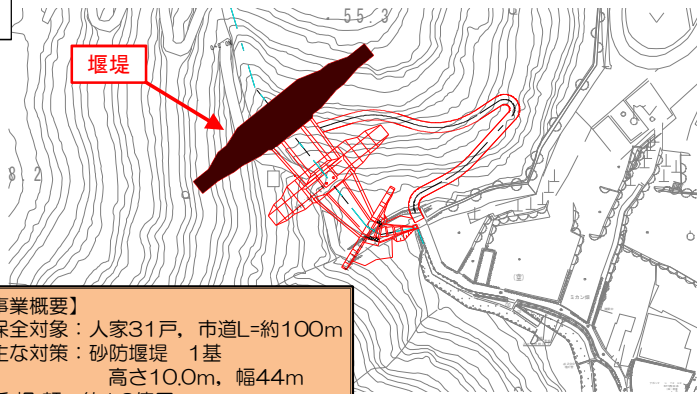 55.3
堰堤
8.2
事業概要】
保全対象：人家31戸，市道L=約100m
主な対策：砂防堰堤　1基
高さ10.0m，幅44m